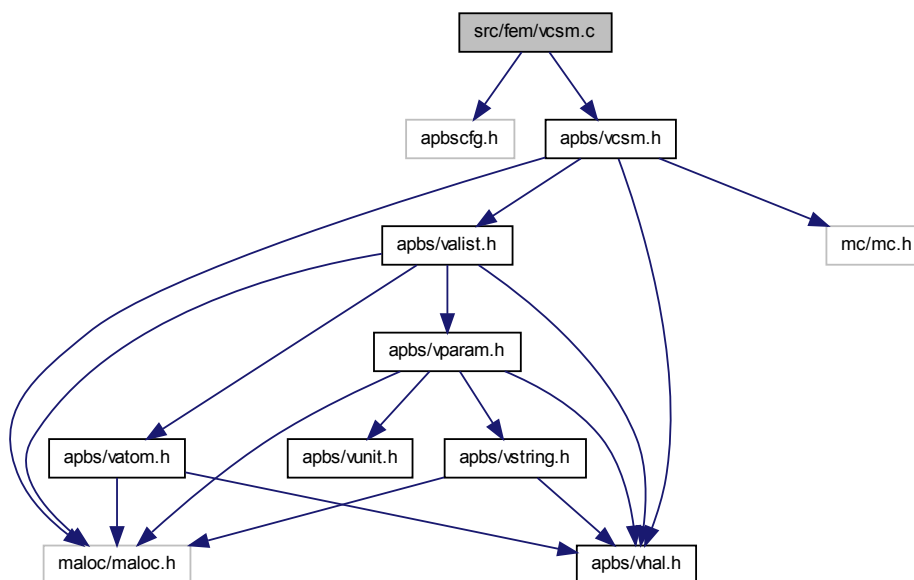 src/fem/vcsm.c
apbscfg.h
apbs/vcsm.h
apbs/valist.h
mc/mc.h
apbs/vparam.h
apbs/vatom.h
apbs/vunit.h
apbs/vstring.h
maloc/maloc.h
apbs/vhal.h